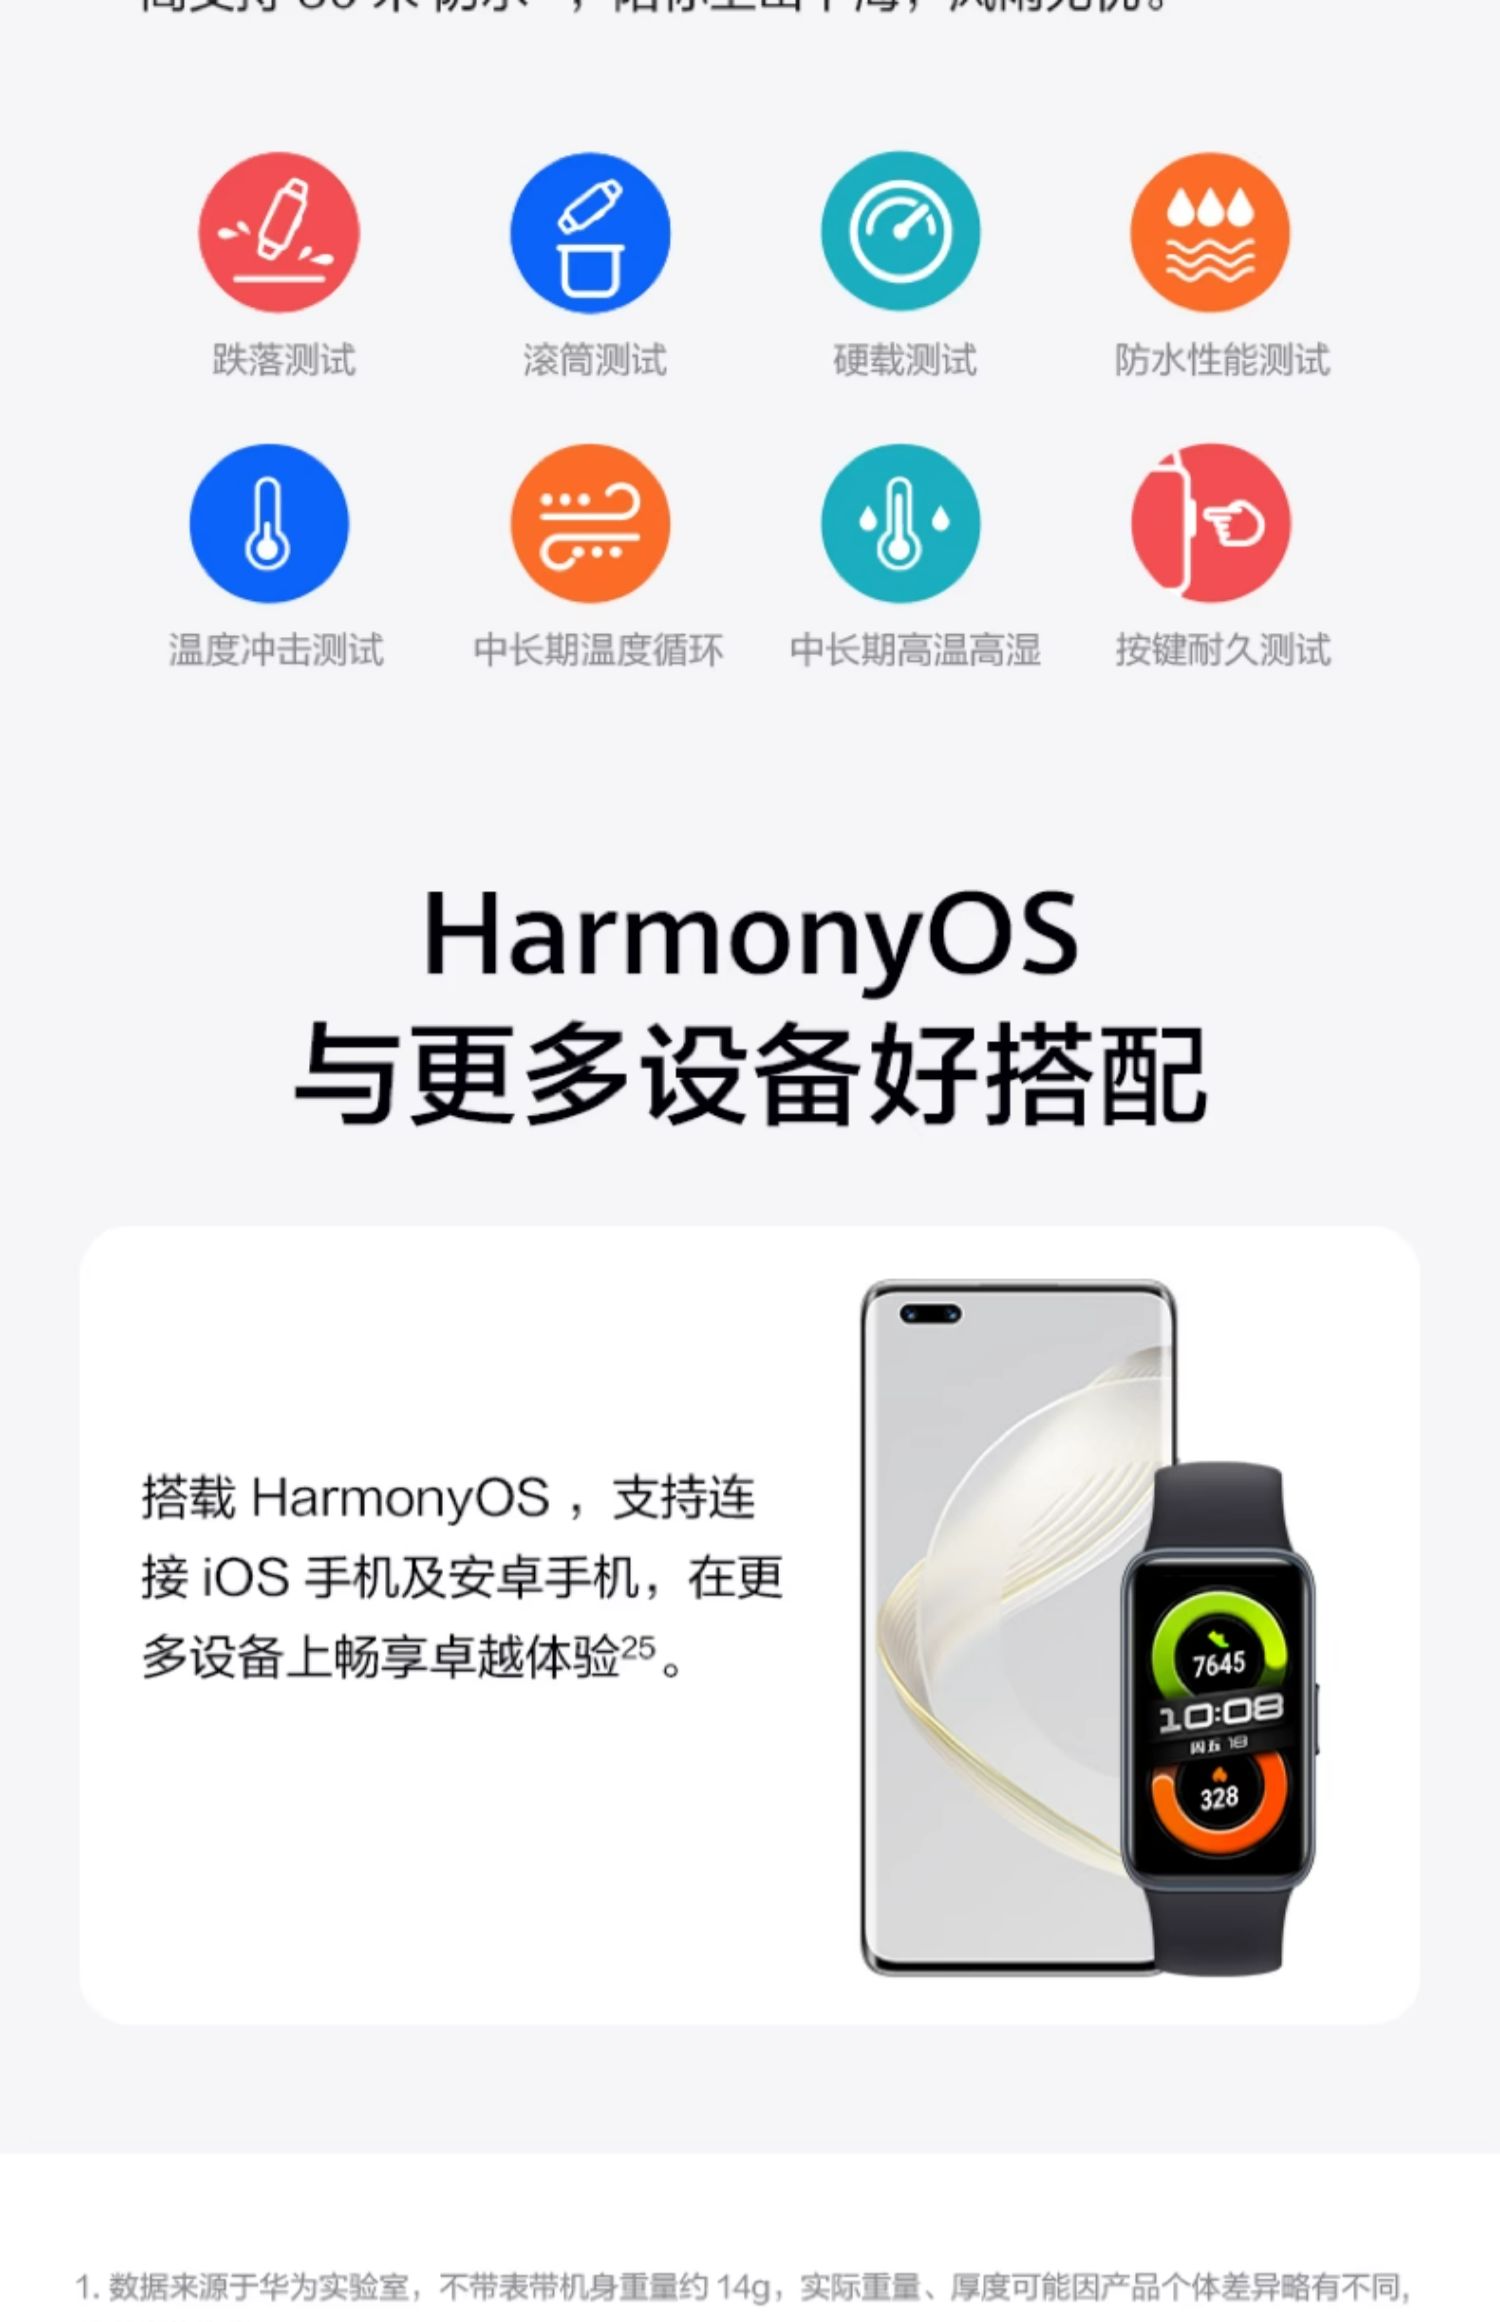 跌落测试 滚筒测试 硬载测试 防水性能测试
温度冲击测试 中长期温度循环 中长期高温高湿 按键耐久测试
HarmonyOS
与更多设备好搭配
搭载 HarmonyOS ，支持连
接 iOS 手机及安卓手机，在更
多设备上畅享卓越体验25。
7645
10:08
周五 18
328
1. 数据来源于华为实验室，不带表带机身重量约 14g，实际重量、厚度可能因产品个体差异略有不同,